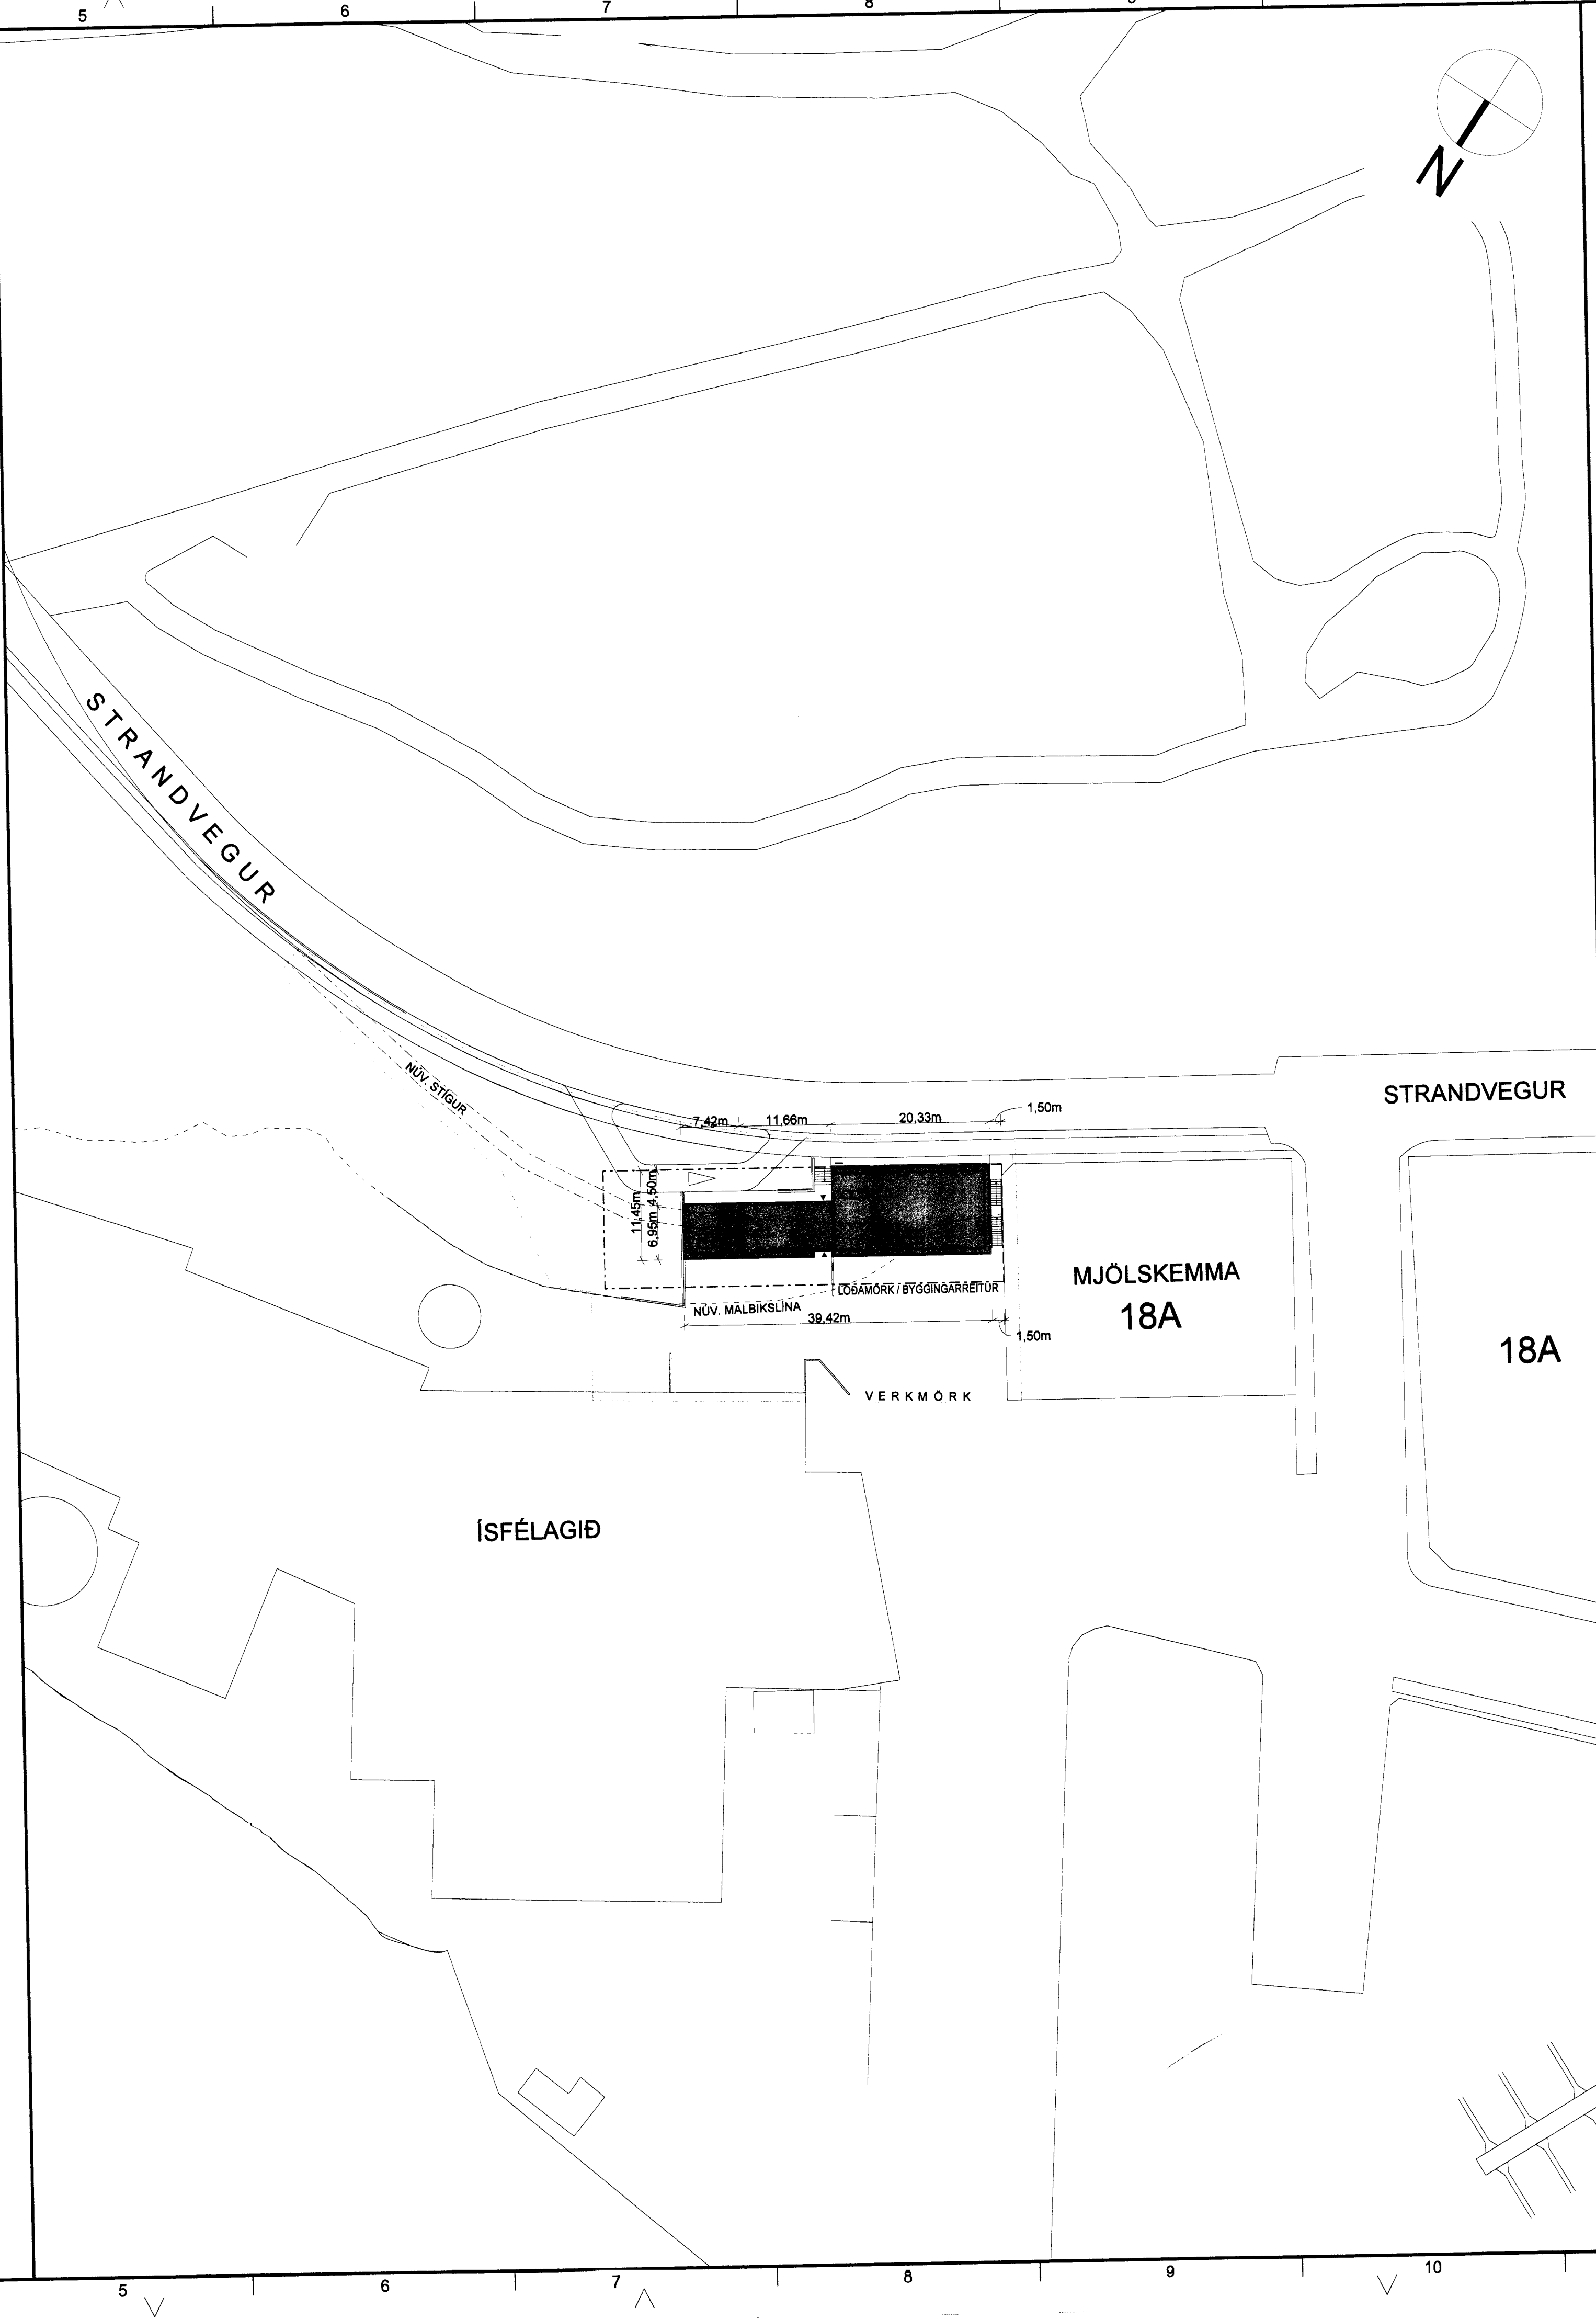 5 6 7 8 9
N
STRANDVEGUR
NÚV. STÍGUR
7,42m 11,66m 20,33m 1,50m
STRANDVEGUR
11,45m
6,95m 4,50m
MJÖLSKEMMA
18A
LÓÐAMÖRK / BYGGINGARREITUR
NÚV. MALBIKSLÍNA
39,42m
1,50m
18A
VERKMÖRK
ÍSFÉLAGIÐ
5 6 7 8 9 10